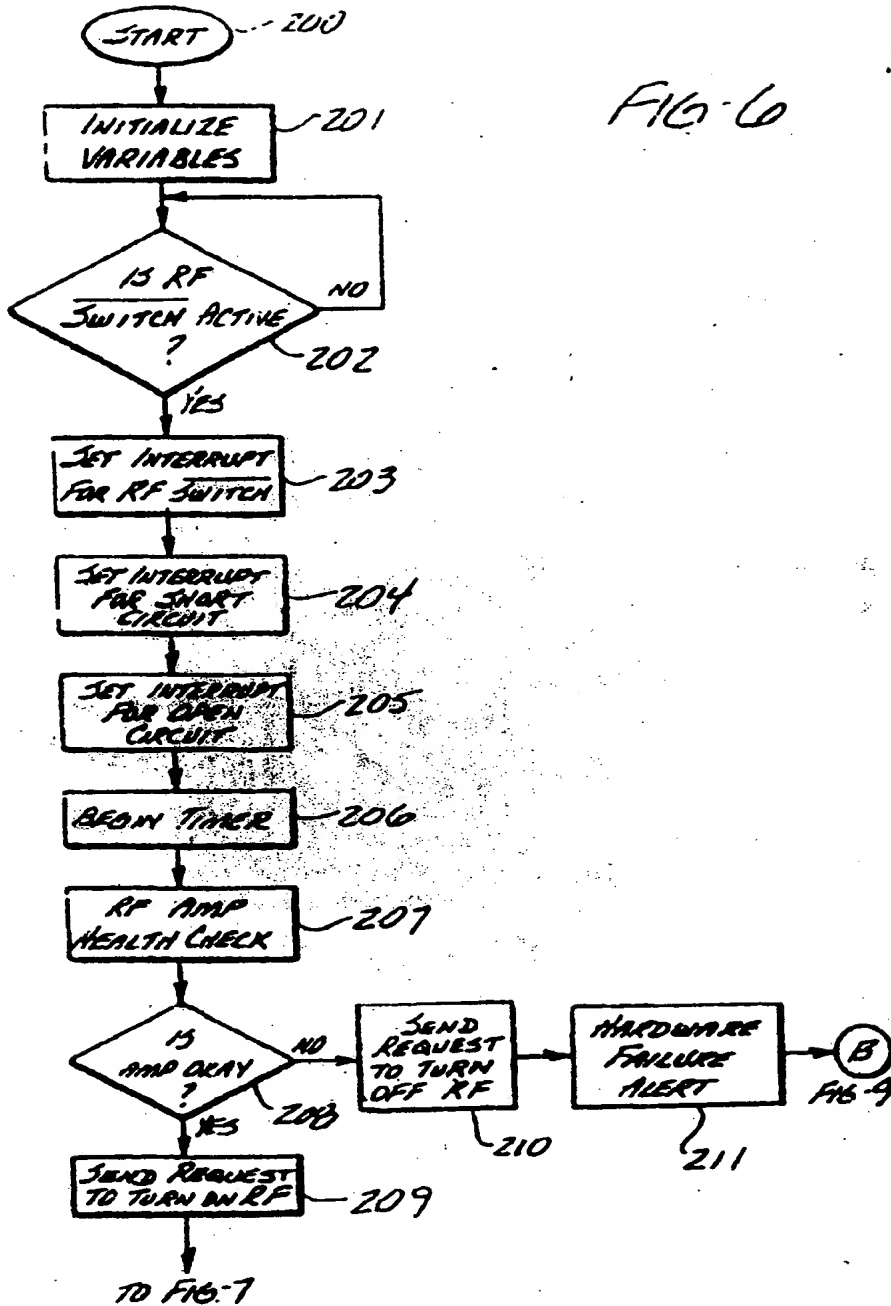 START
200
FIG-6
INITIALIZE
VARIABLES
201
IS RF
SWITCH ACTIVE
?
NO
202
YES
SET INTERRUPT
FOR RF SWITCH
203
SET INTERRUPT
FOR SHORT
CIRCUIT
204
SET INTERRUPT
FOR OPEN
CIRCUIT
205
BEGIN TIMER
206
RF AMP
HEALTH CHECK
207
IS
AMP OKAY
?
NO
208
YES
SEND
REQUEST
TO TURN
OFF RF
210
HARDWARE
FAILURE
ALERT
211
B
FIG-9
SEND REQUEST
TO TURN ON RF
209
TO FIG-7